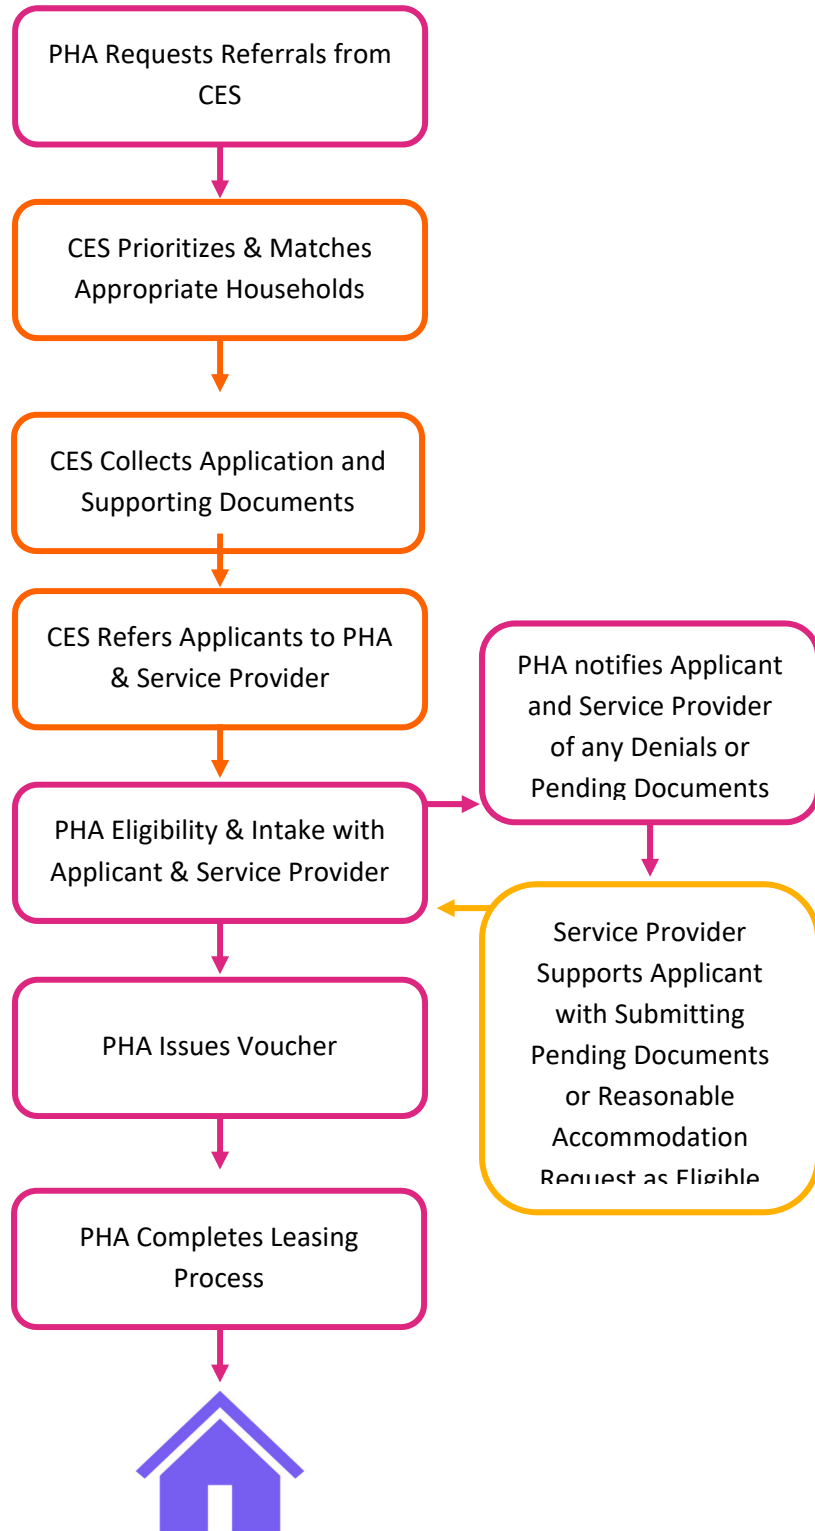 PHA Requests Referrals from
CES
CES Prioritizes & Matches
Appropriate Households
CES Collects Application and
Supporting Documents
CES Refers Applicants to PHA
& Service Provider
PHA Eligibility & Intake with
Applicant & Service Provider
PHA notifies Applicant
and Service Provider
of any Denials or
Pending Documents
Service Provider
Supports Applicant
with Submitting
Pending Documents
or Reasonable
Accommodation
Request as Eligible
PHA Issues Voucher
PHA Completes Leasing
Process